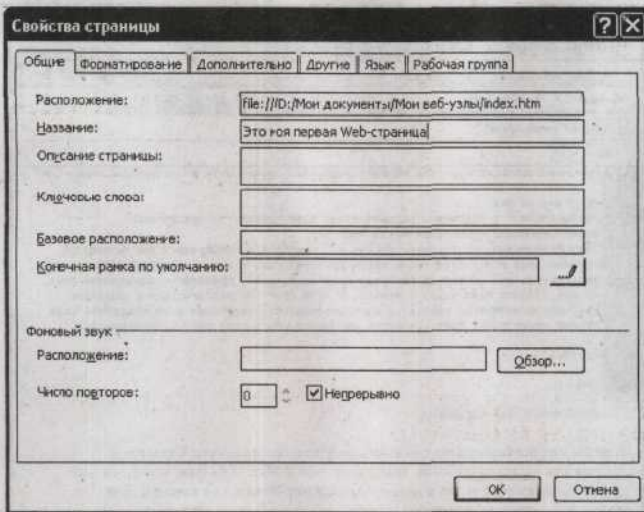 Свойства страницы
Общие Форматирование Дополнительно Другие Язык Рабочая группа
Расположение: file:///D:/Мои документы/Мои веб-узлы/index.htm
Название: Это моя первая Web-страница
Описание страницы:
Ключевые слова:
Базовое расположение:
Конечная рамка по умолчанию:
Фоновый звук
Расположение: Обзор...
Число повторов: 0 Непрерывно
ОК Отмена